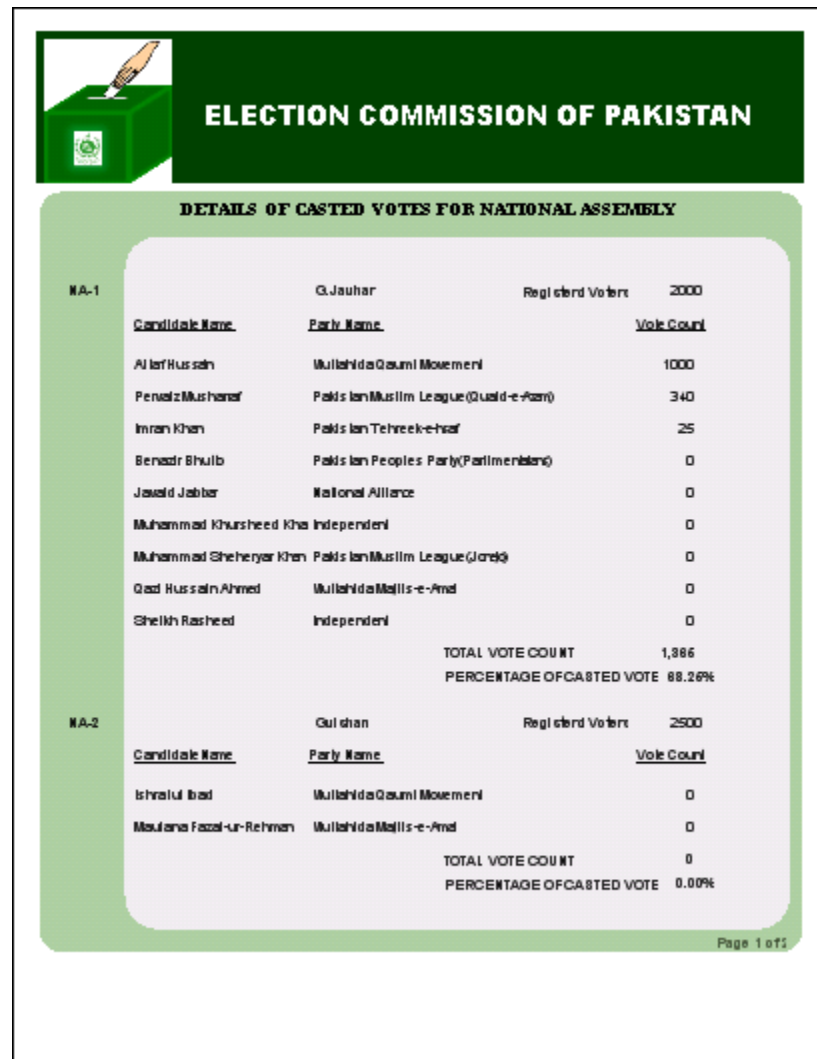 ELECTION COMMISSION OF PAKISTAN
DETAILS OF CASTED VOTES FOR NATIONAL ASSEMBLY
NA-1 G.Jauhar Registerd Voters 2000
Candidate Name Party Name Vote Count
Altaf Hussain Muttahida Qaumi Movement 1000
Pervaiz Musharraf Pakistan Muslim League(Quaid-e-Azam) 340
Imran Khan Pakistan Tehreek-e-Insaf 25
Benazir Bhutto Pakistan Peoples Party(Parlimentarians) 0
Javaid Jabbar National Alliance 0
Muhammad Khursheed Kha Independent 0
Muhammad Sheheryar Khan Pakistan Muslim League(Jonejo) 0
Qazi Hussain Ahmed Muttahida Majlis-e-Amal 0
Sheikh Rasheed Independent 0
TOTAL VOTE COUNT 1,365
PERCENTAGE OF CASTED VOTE 68.25%
NA-2 Gulshan Registerd Voters 2500
Candidate Name Party Name Vote Count
Ishratul Ibad Muttahida Qaumi Movement 0
Maulana Fazal-ur-Rehman Muttahida Majlis-e-Amal 0
TOTAL VOTE COUNT 0
PERCENTAGE OF CASTED VOTE 0.00%
Page 1 of 2